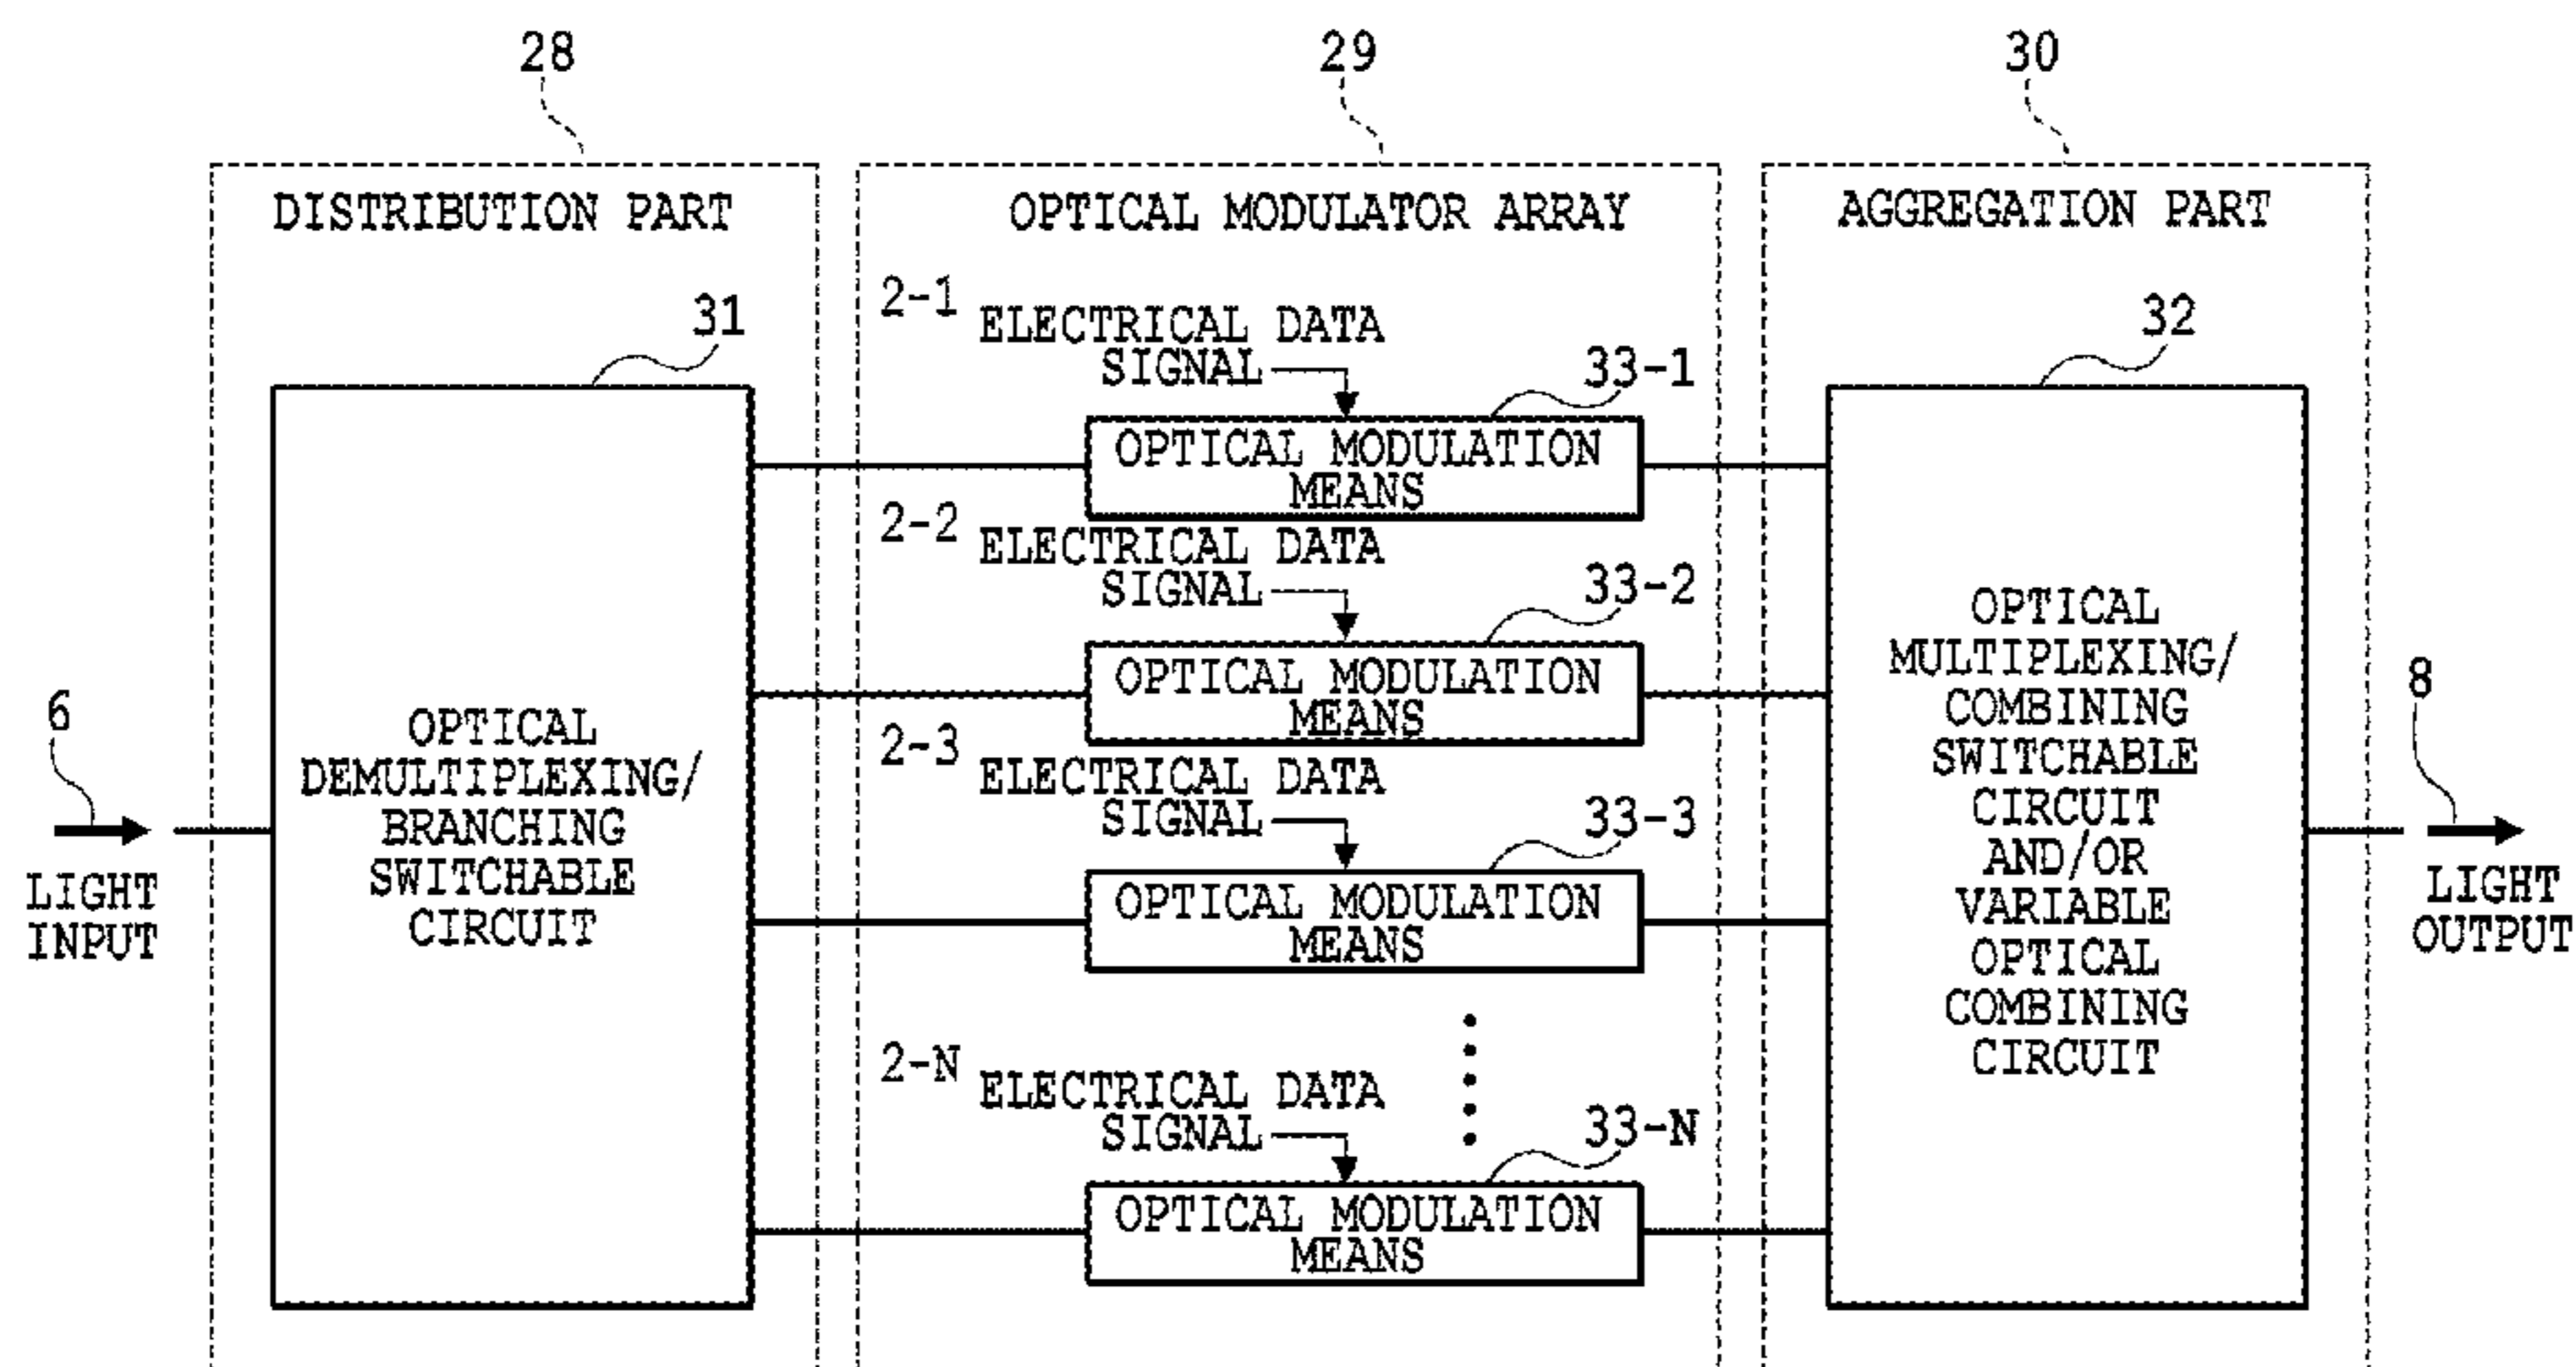 28
29
30
DISTRIBUTION PART
OPTICAL MODULATOR ARRAY
AGGREGATION PART
31
32
2-1
ELECTRICAL DATA
SIGNAL
33-1
OPTICAL MODULATION
MEANS
2-2
ELECTRICAL DATA
SIGNAL
33-2
OPTICAL MODULATION
MEANS
2-3
ELECTRICAL DATA
SIGNAL
33-3
OPTICAL MODULATION
MEANS
2-N
ELECTRICAL DATA
SIGNAL
33-N
OPTICAL MODULATION
MEANS
6
LIGHT
INPUT
OPTICAL
DEMULTIPLEXING/
BRANCHING
SWITCHABLE
CIRCUIT
OPTICAL
MULTIPLEXING/
COMBINING
SWITCHABLE
CIRCUIT
AND/OR
VARIABLE
OPTICAL
COMBINING
CIRCUIT
8
LIGHT
OUTPUT